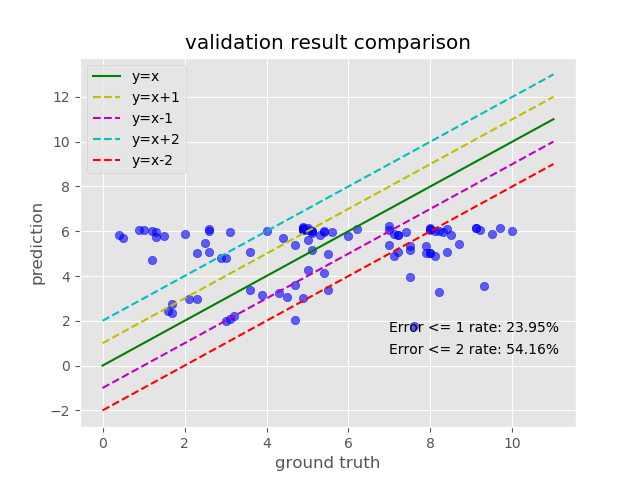 validation result comparison
y=x
y=x+1
y=x-1
y=x+2
y=x-2
12
10
8
6
4
2
0
−2
prediction
Error <= 1 rate: 23.95%
Error <= 2 rate: 54.16%
0 2 4 6 8 10
ground truth